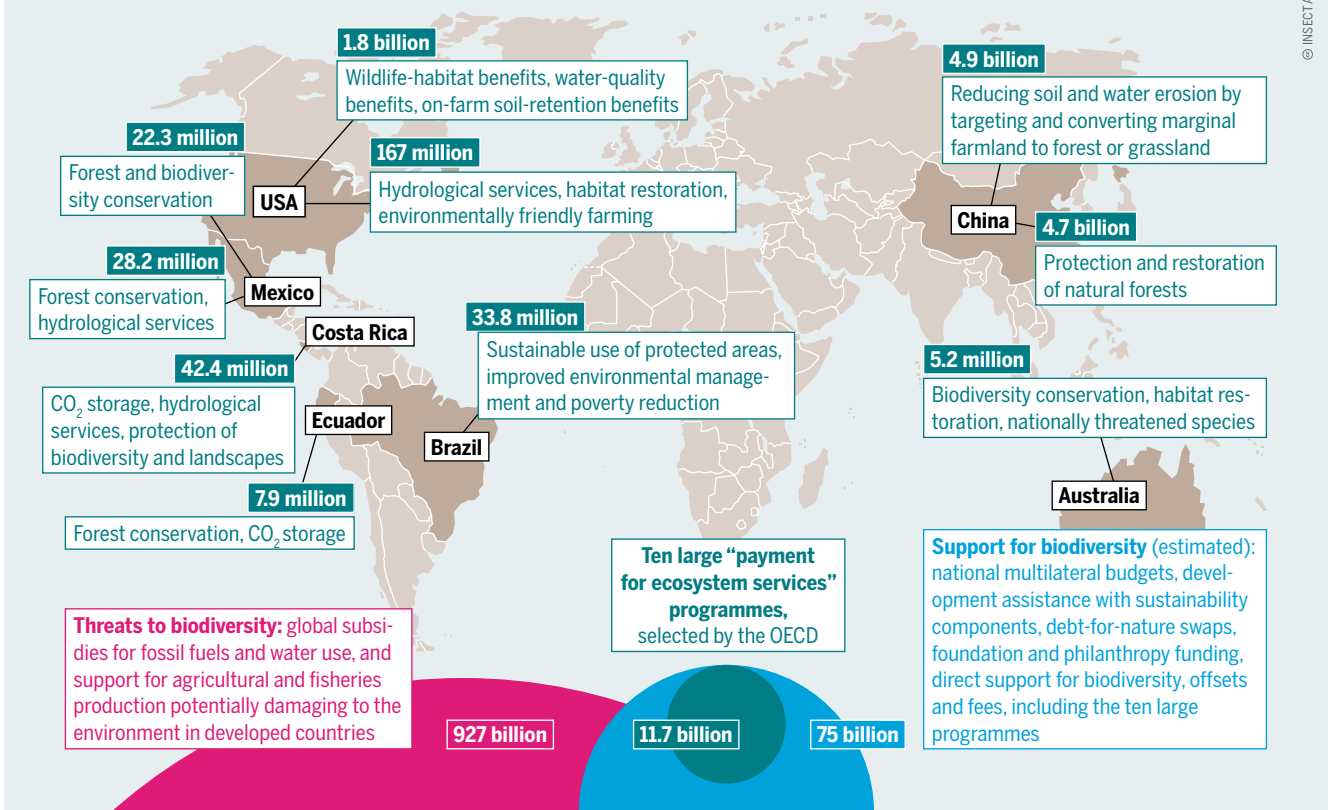 © INSECT A
1.8 billion
Wildlife-habitat benefits, water-quality
benefits, on-farm soil-retention benefits
22.3 million
Forest and biodiver-
sity conservation
USA
167 million
Hydrological services, habitat restoration,
environmentally friendly farming
28.2 million
Forest conservation,
hydrological services
Mexico
Costa Rica
42.4 million
CO₂ storage, hydrological
services, protection of
biodiversity and landscapes
Ecuador
7.9 million
Forest conservation, CO₂ storage
33.8 million
Sustainable use of protected areas,
improved environmental manage-
ment and poverty reduction
Brazil
4.9 billion
Reducing soil and water erosion by
targeting and converting marginal
farmland to forest or grassland
China
4.7 billion
Protection and restoration
of natural forests
5.2 million
Biodiversity conservation, habitat res-
toration, nationally threatened species
Australia
Threats to biodiversity: global subsi-
dies for fossil fuels and water use, and
support for agricultural and fisheries
production potentially damaging to the
environment in developed countries
927 billion
Ten large “payment
for ecosystem services”
programmes,
selected by the OECD
11.7 billion
75 billion
Support for biodiversity (estimated):
national multilateral budgets, devel-
opment assistance with sustainability
components, debt-for-nature swaps,
foundation and philanthropy funding,
direct support for biodiversity, offsets
and fees, including the ten large
programmes